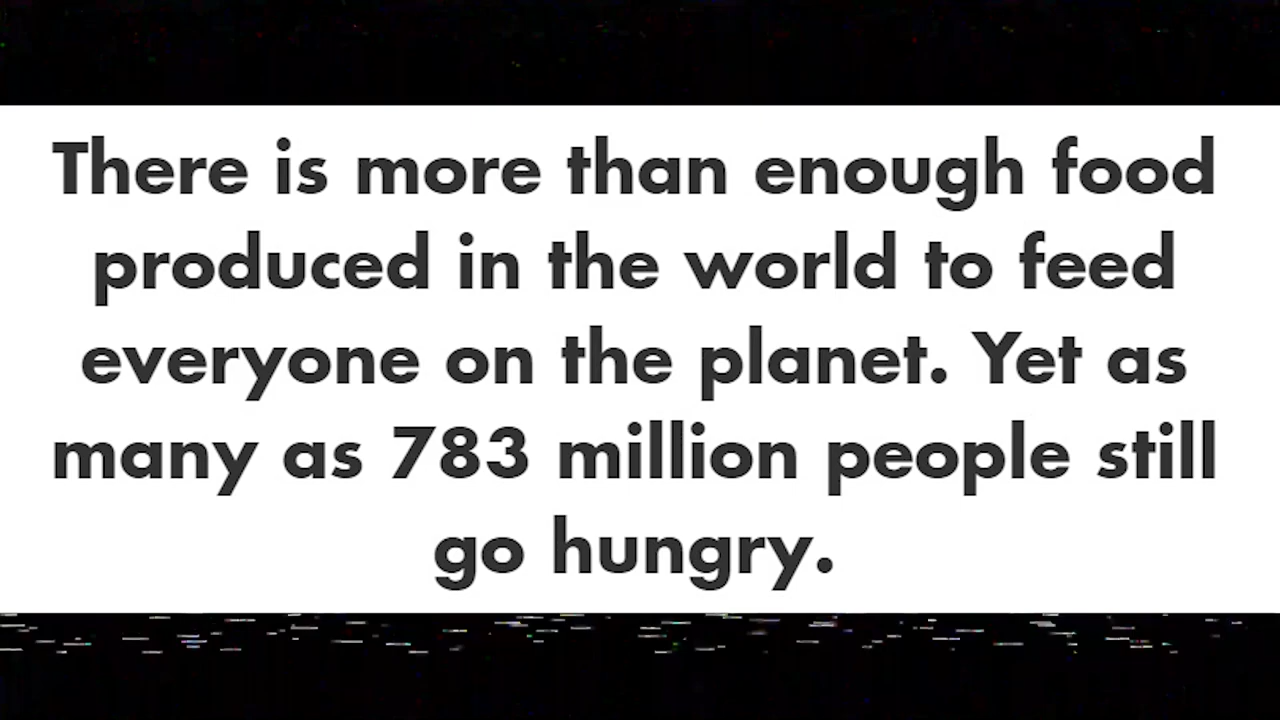 There is more than enough food
produced in the world to feed
everyone on the planet. Yet as
many as 783 million people still
go hungry.